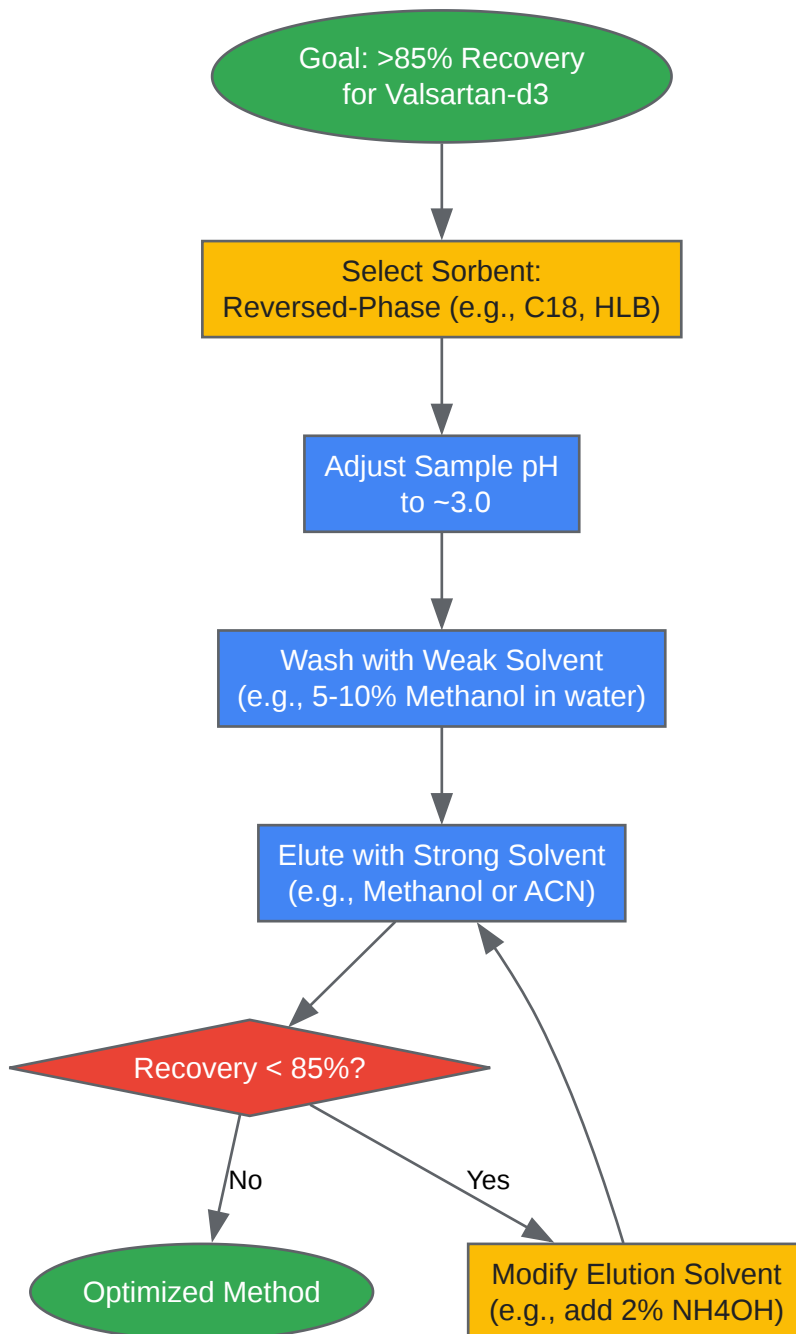 Goal: >85% Recovery
for Valsartan-d3
Select Sorbent:
Reversed-Phase (e.g., C18, HLB)
Adjust Sample pH
to ~3.0
Wash with Weak Solvent
(e.g., 5-10% Methanol in water)
Elute with Strong Solvent
(e.g., Methanol or ACN)
Recovery < 85%?
No
Yes
Optimized Method
Modify Elution Solvent
(e.g., add 2% NH4OH)